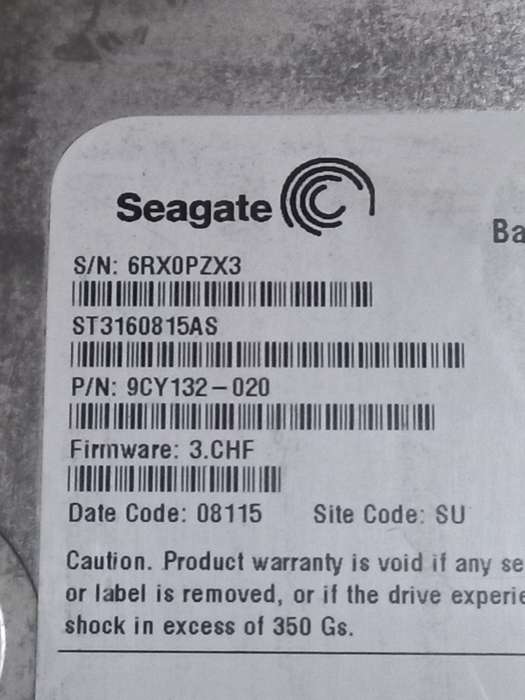 Seagate
Ba
S/N: 6RX0PZX3
ST3160815AS
P/N: 9CY132-020
Firmware: 3.CHF
Date Code: 08115 Site Code: SU
Caution. Product warranty is void if any se
or label is removed, or if the drive experie
shock in excess of 350 Gs.